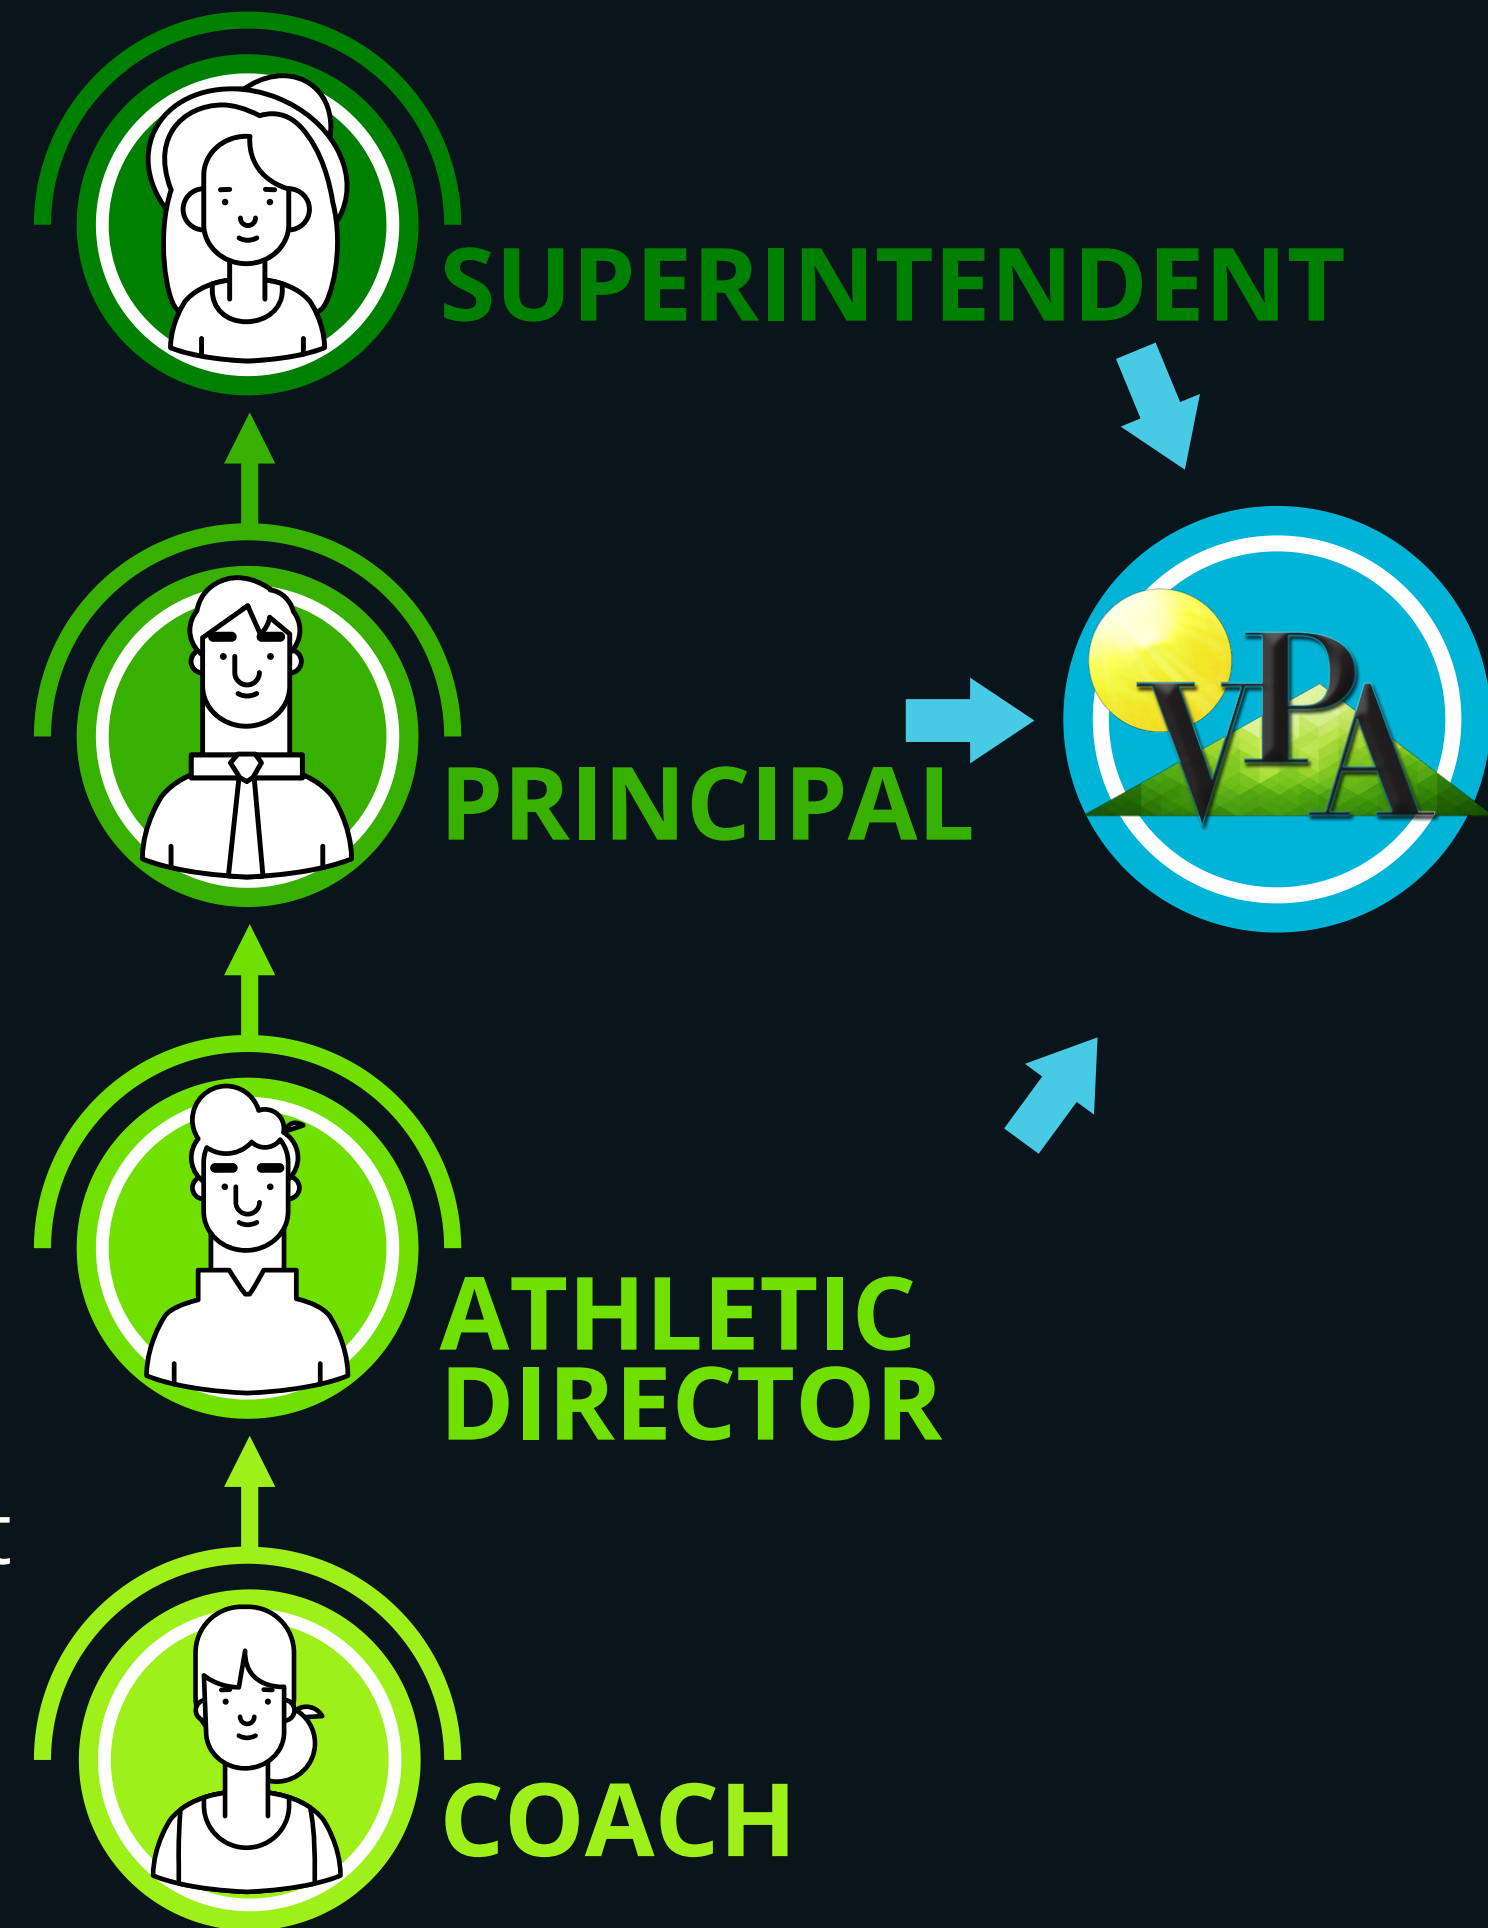 SUPERINTENDENT
VPA
PRINCIPAL
ATHLETIC
DIRECTOR
t
COACH